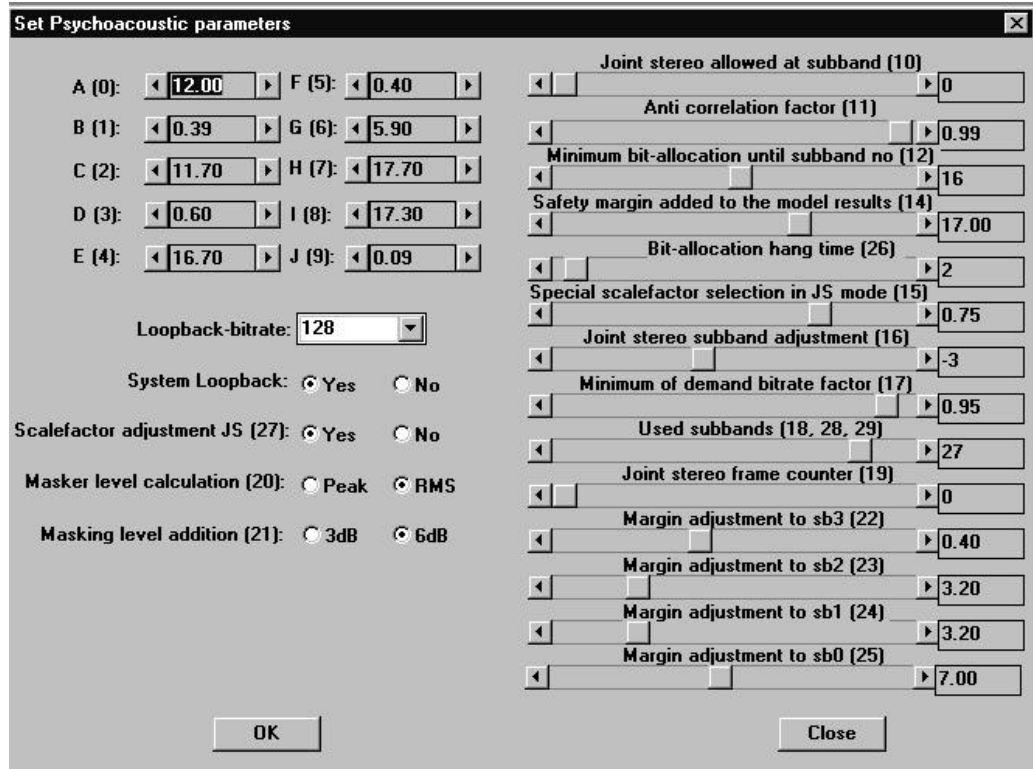 Set Psychoacoustic parameters
A (0): 12.00 F (5): 0.40
B (1): 0.39 G (6): 5.90
C (2): 11.70 H (7): 17.70
D (3): 0.60 I (8): 17.30
E (4): 16.70 J (9): 0.09
Loopback-bitrate: 128
System Loopback: Yes No
Scalefactor adjustment JS (27): Yes No
Masker level calculation (20): Peak RMS
Masking level addition (21): 3dB 6dB
Joint stereo allowed at subband (10)
0
Anti correlation factor (11)
0.99
Minimum bit-allocation until subband no (12)
16
Safety margin added to the model results (14)
17.00
Bit-allocation hang time (26)
2
Special scalefactor selection in JS mode (15)
0.75
Joint stereo subband adjustment (16)
-3
Minimum of demand bitrate factor (17)
0.95
Used subbands (18, 28, 29)
27
Joint stereo frame counter (19)
0
Margin adjustment to sb3 (22)
0.40
Margin adjustment to sb2 (23)
3.20
Margin adjustment to sb1 (24)
3.20
Margin adjustment to sb0 (25)
7.00
OK
Close